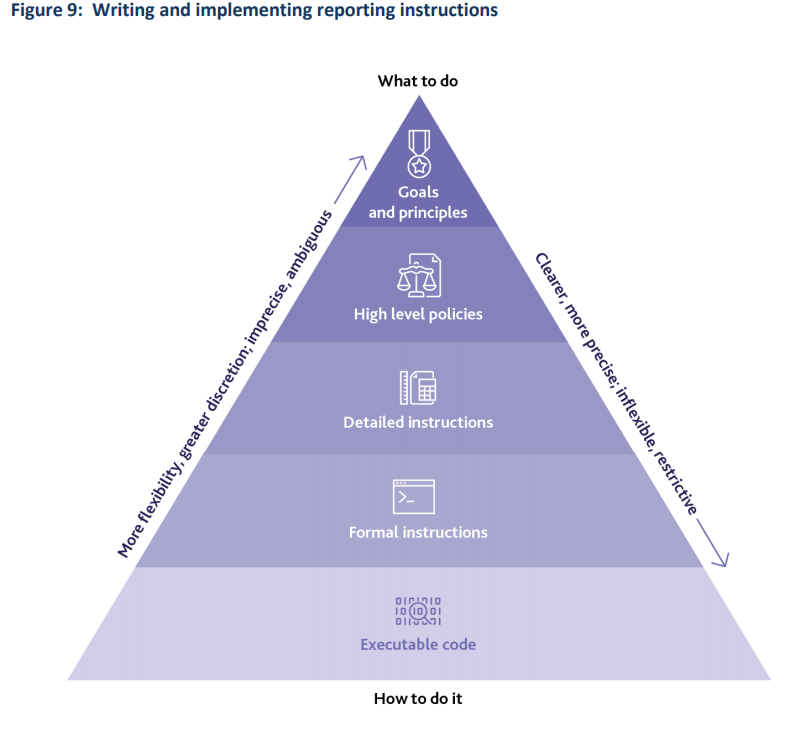 Figure 9:  Writing and implementing reporting instructions
What to do
Goals
and principles
High level policies
Detailed instructions
Formal instructions
Executable code
How to do it
More flexibility, greater discretion; imprecise, ambiguous
Clearer, more precise; inflexible, restrictive